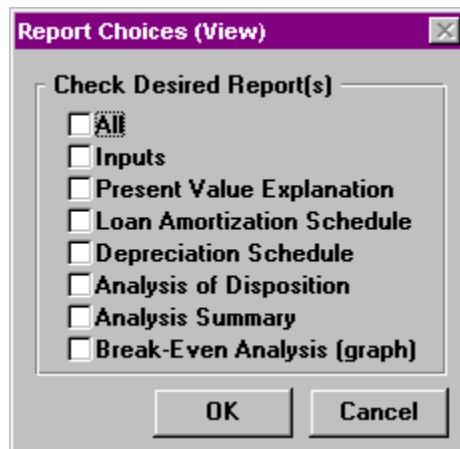 Report Choices (View)
Check Desired Report(s)
All
Inputs
Present Value Explanation
Loan Amortization Schedule
Depreciation Schedule
Analysis of Disposition
Analysis Summary
Break-Even Analysis (graph)
OK Cancel